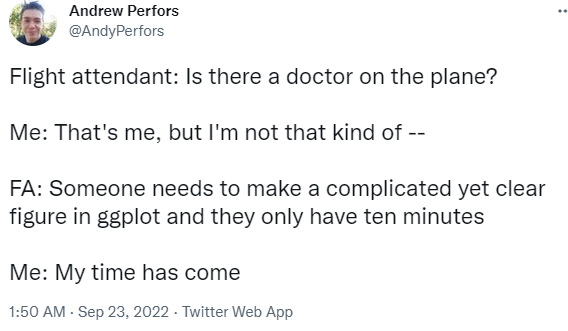 Andrew Perfors
@AndyPerfors
Flight attendant: Is there a doctor on the plane?
Me: That's me, but I'm not that kind of --
FA: Someone needs to make a complicated yet clear
figure in ggplot and they only have ten minutes
Me: My time has come
1:50 AM · Sep 23, 2022 · Twitter Web App